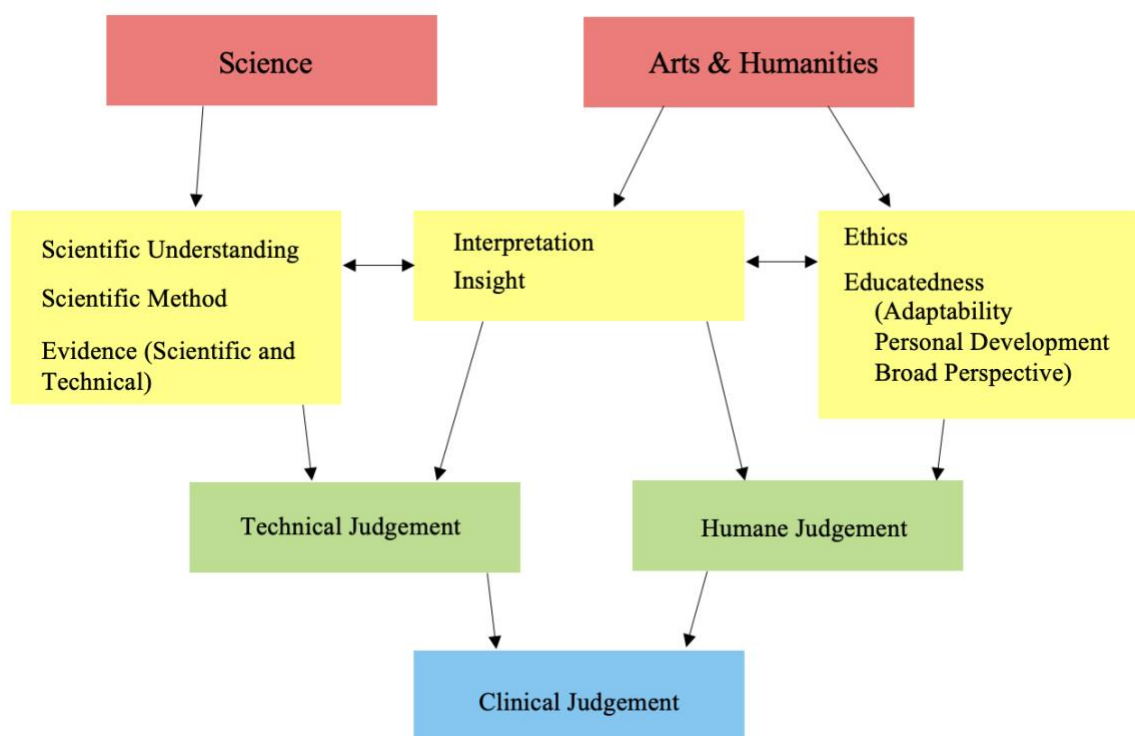 Science
Arts & Humanities
Scientific Understanding
Scientific Method
Evidence (Scientific and
Technical)
Interpretation
Insight
Ethics
Educatedness
(Adaptability
Personal Development
Broad Perspective)
Technical Judgement
Humane Judgement
Clinical Judgement